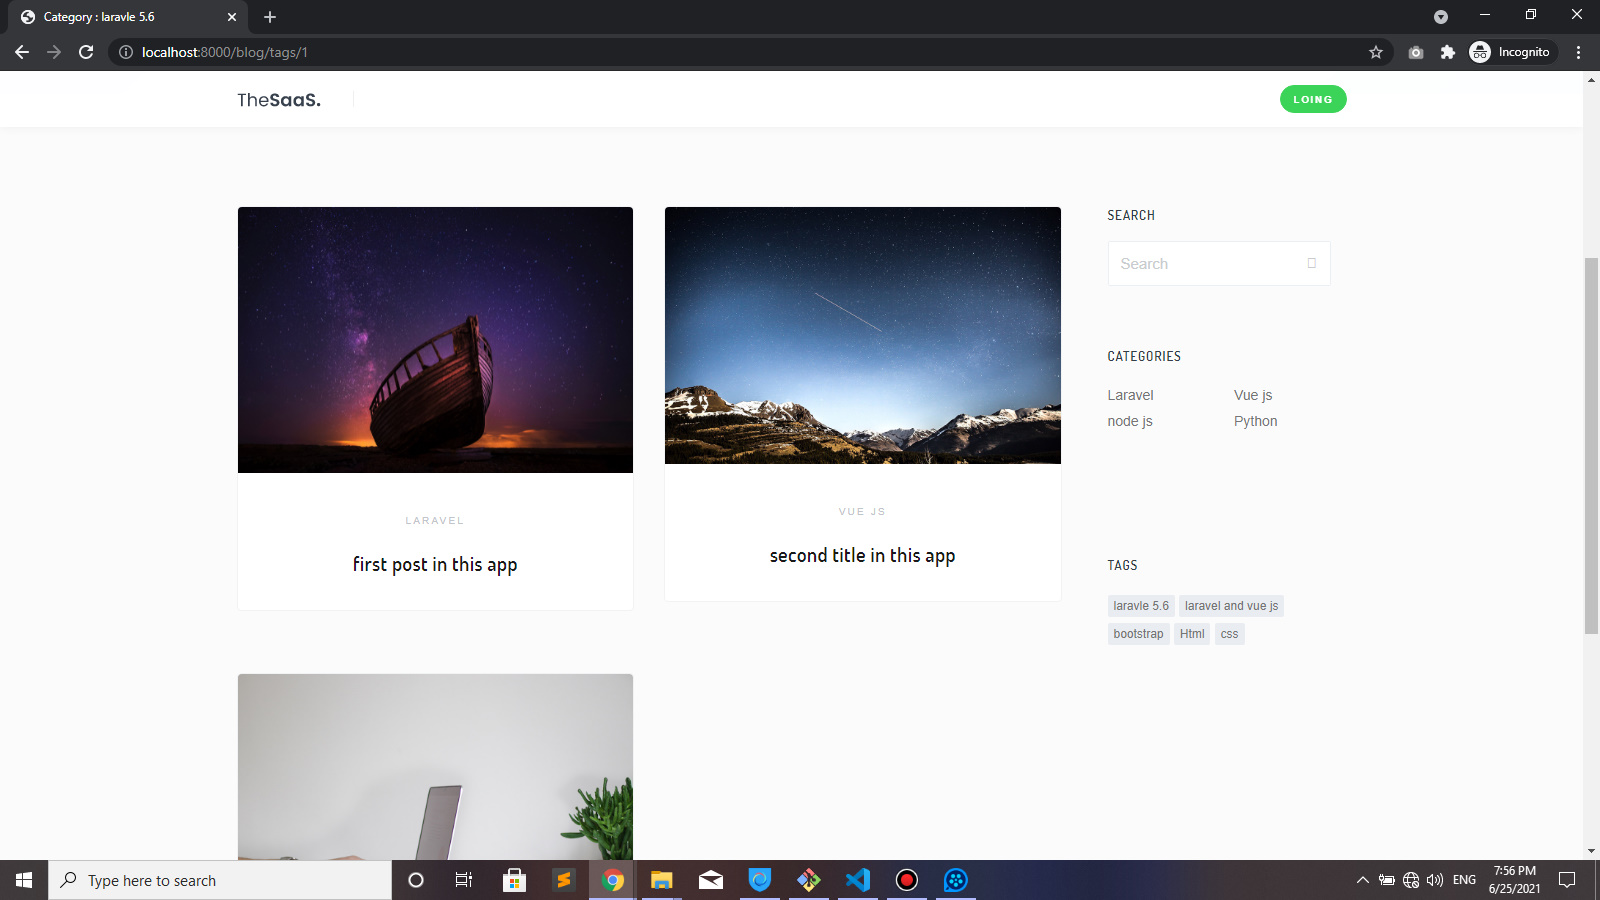 Category : laravle 5.6
localhost:8000/blog/tags/1
Incognito
TheSaaS.
LOING
SEARCH
Search
CATEGORIES
Laravel
Vue js
node js
Python
LARAVEL
first post in this app
VUE JS
second title in this app
TAGS
laravle 5.6
laravel and vue js
bootstrap
Html
css
Type here to search
ENG
7:56 PM
6/25/2021